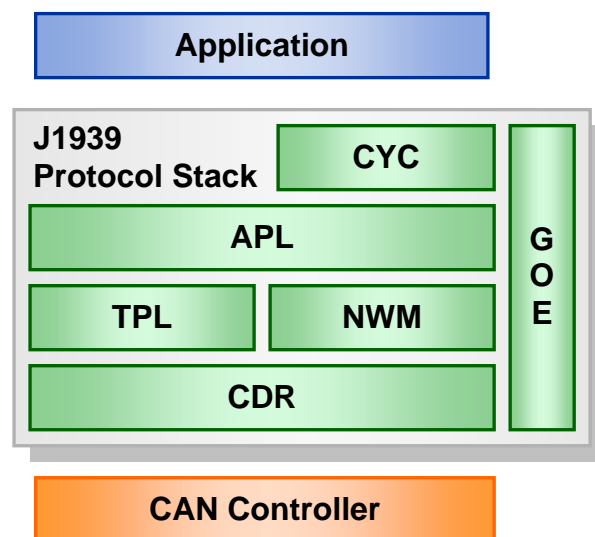 Application
J1939
Protocol Stack
CYC
APL
TPL
NWM
CDR
G
O
E
CAN Controller